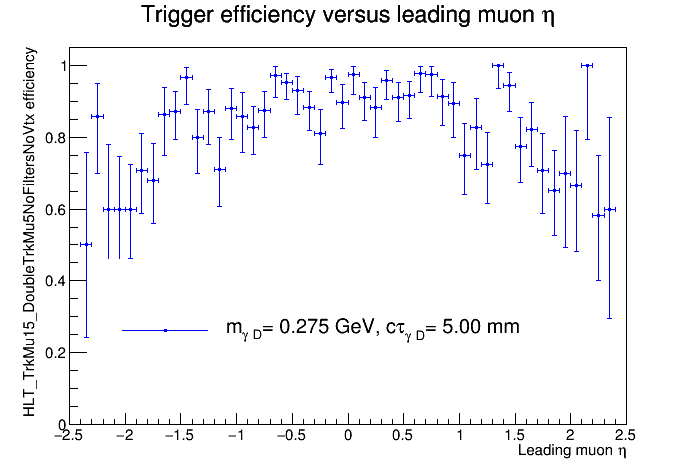 Trigger efficiency versus leading muon η
HLT_TrkMu15_DoubleTrkMu5NoFiltersNoVtx efficiency
1
0.8
0.6
0.4
0.2
0
m_γ D= 0.275 GeV, cτ_γ D= 5.00 mm
−2.5 −2 −1.5 −1 −0.5 0 0.5 1 1.5 2 2.5
Leading muon η